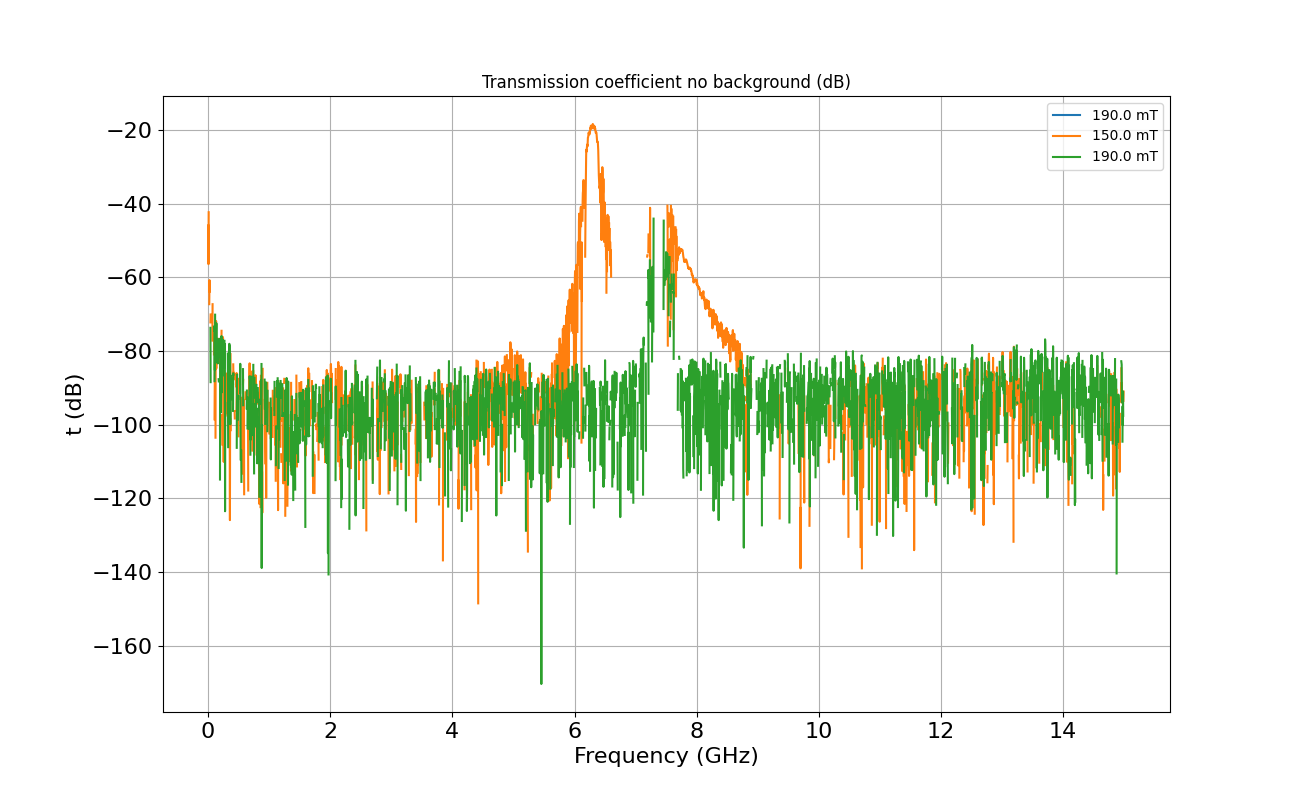 Transmission coefficient no background (dB)
190.0 mT
150.0 mT
190.0 mT
−20
−40
−60
−80
−100
−120
−140
−160
t (dB)
0 2 4 6 8 10 12 14
Frequency (GHz)